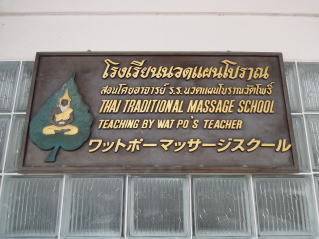 โรงเรียนนวดแผนโบราณ
สอนโดยอาจารย์ ร.ร. นวดแผนโบราณวัดโพธิ์
THAI TRADITIONAL MASSAGE SCHOOL
TEACHING BY WAT PO'S TEACHER
ワットポーマッサージスクール